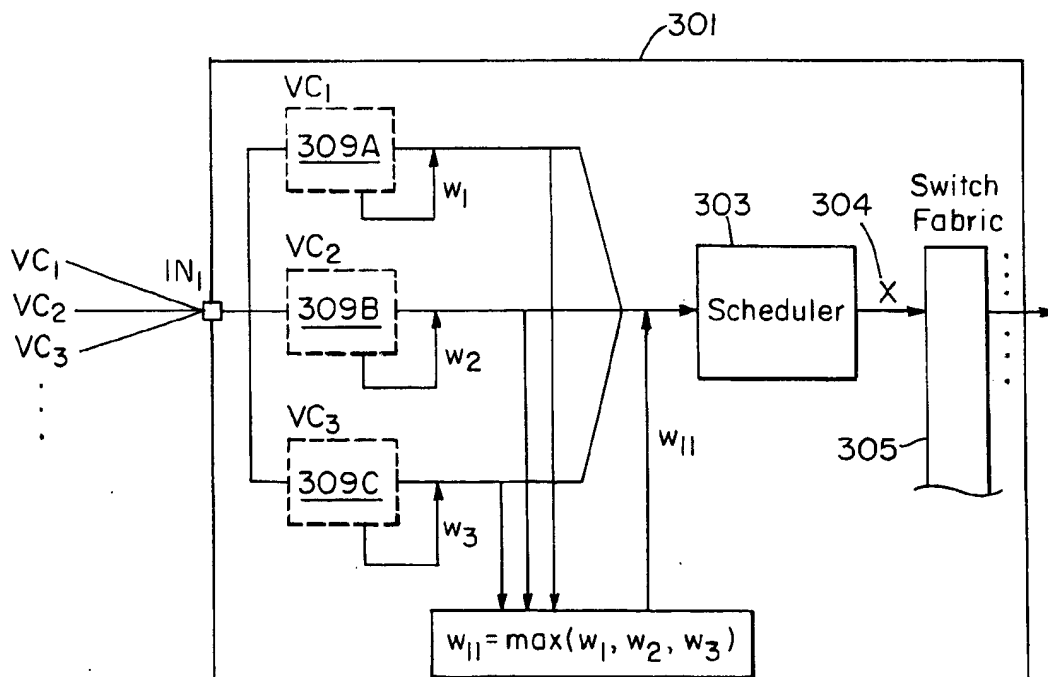 301
VC₁
309A
w₁
303
304
Switch
Fabric
VC₁
VC₂
VC₃
IN₁
VC₂
309B
w₂
Scheduler
X
VC₃
309C
w₃
w₁₁
305
w₁₁=max(w₁, w₂, w₃)